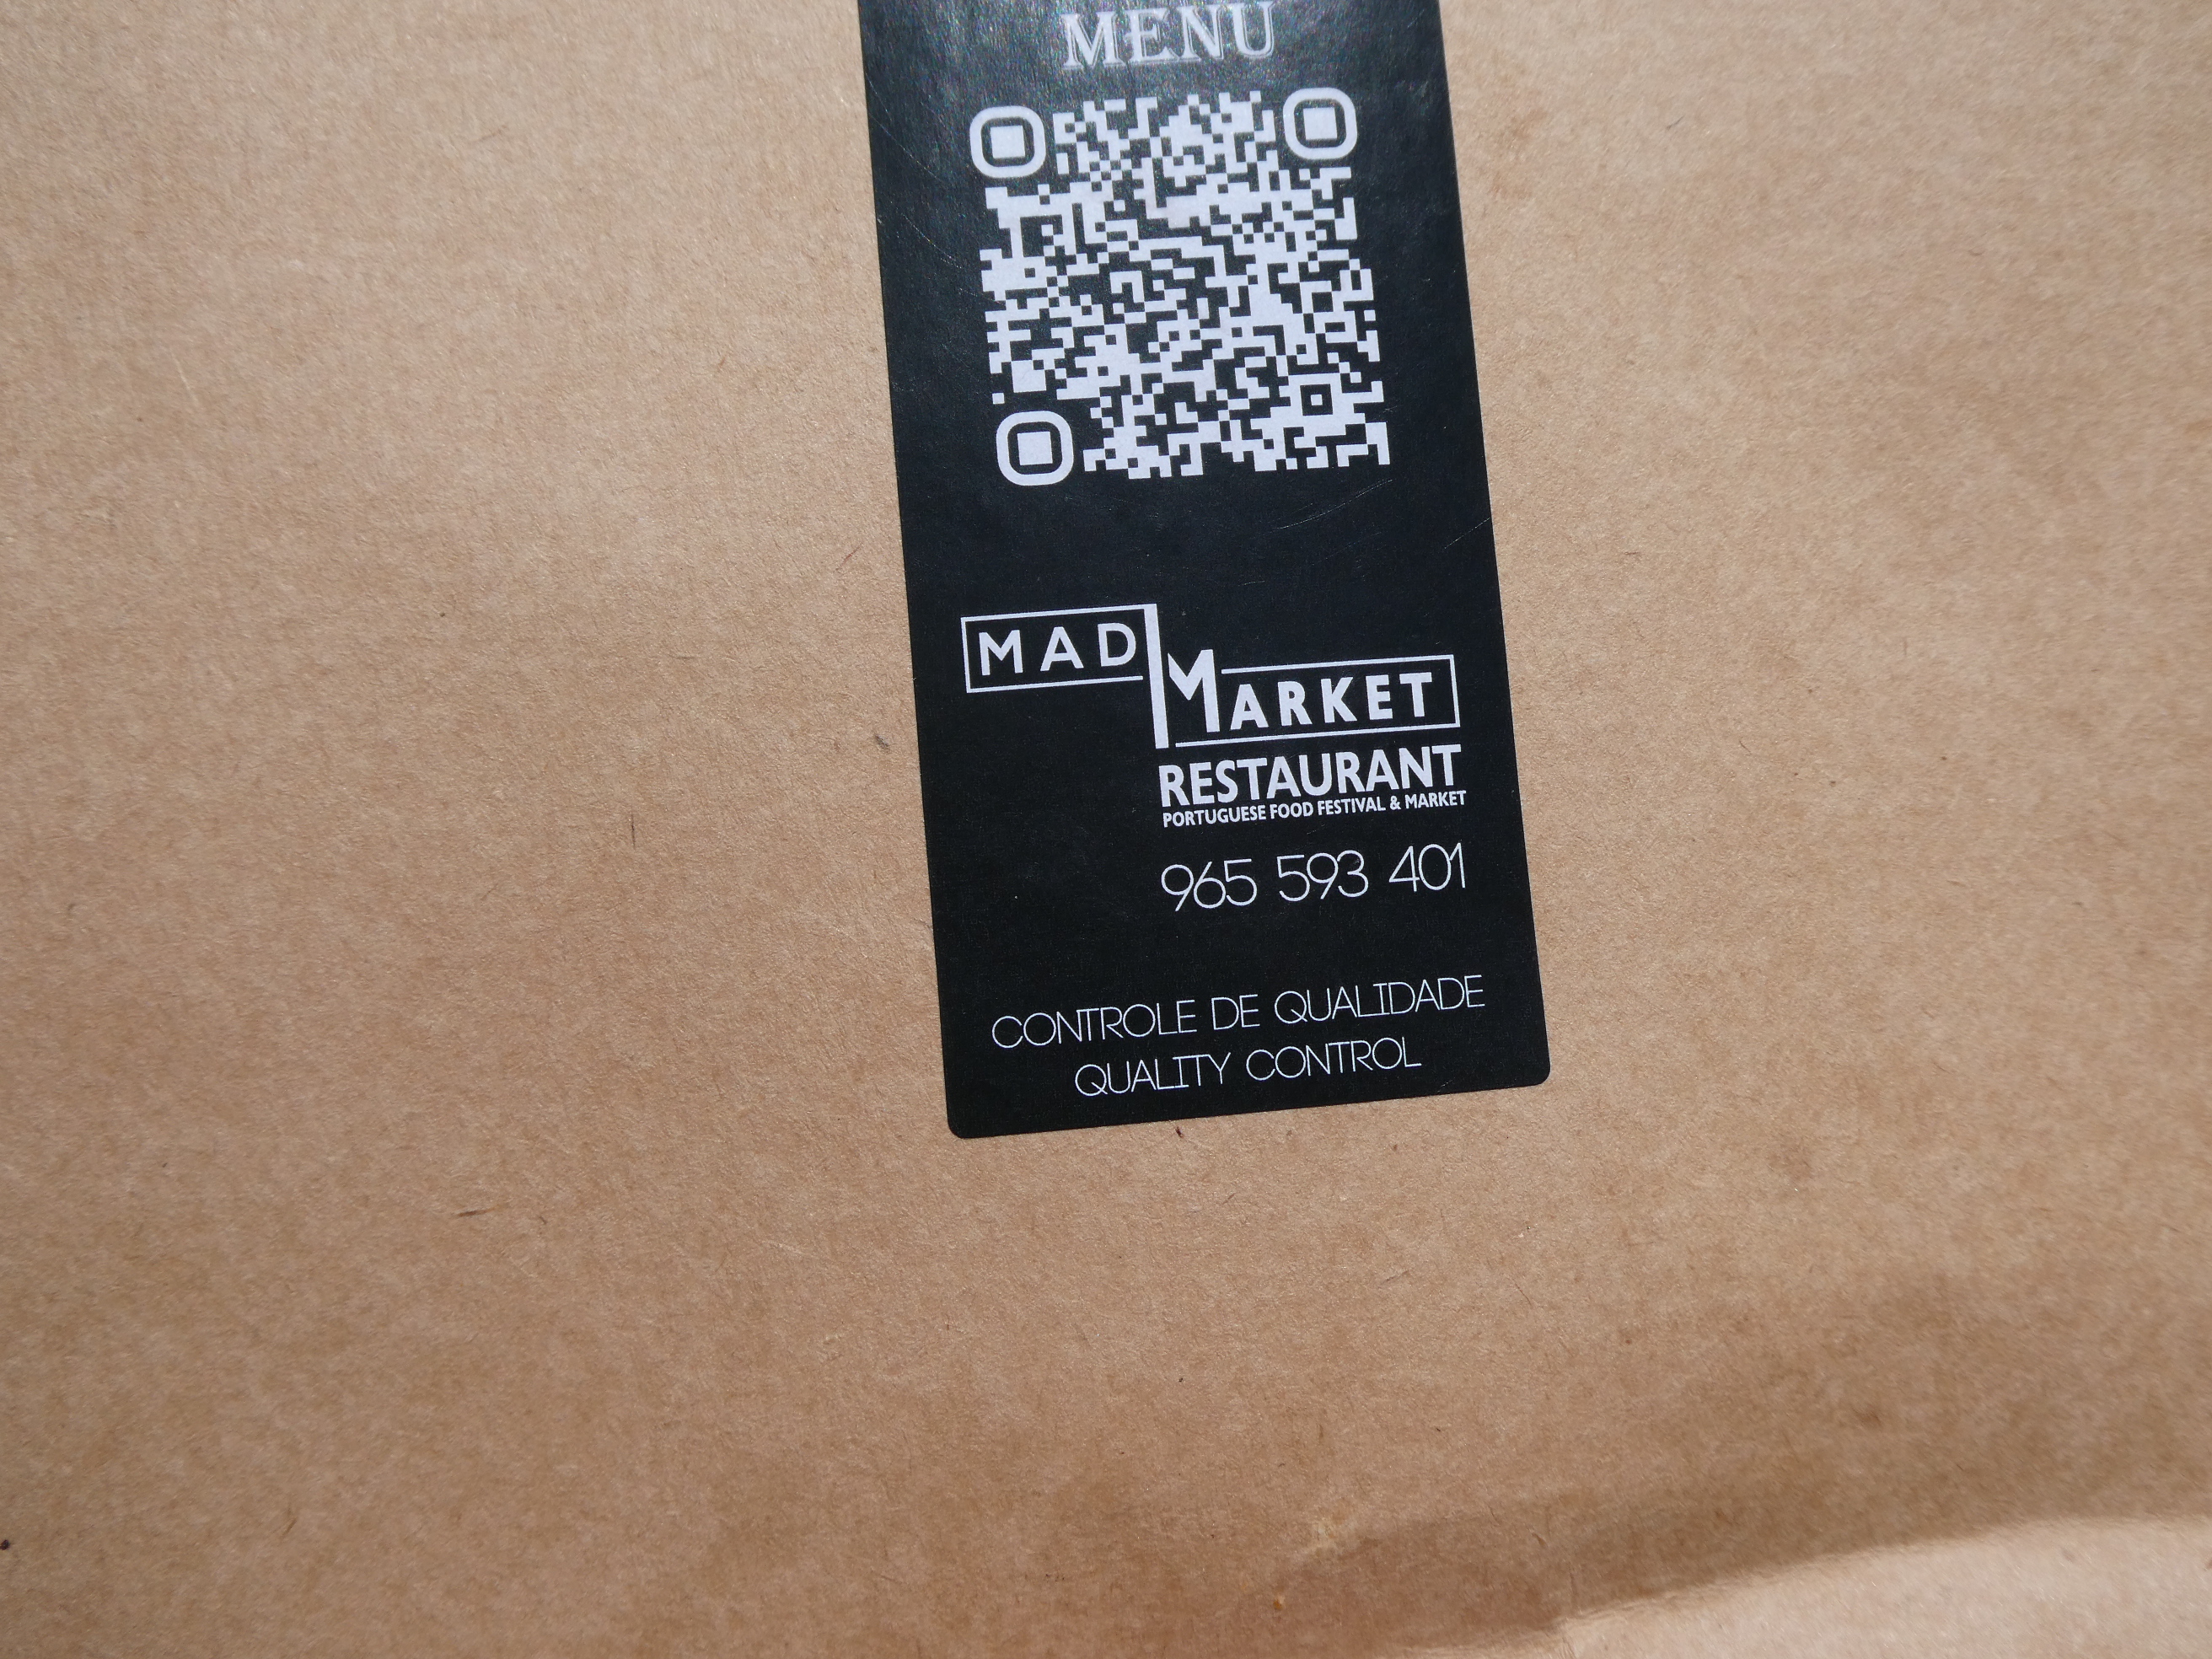 MENU
MAD
MARKET
RESTAURANT
PORTUGUESE FOOD FESTIVAL & MARKET
965 593 401
CONTROLE DE QUALIDADE
QUALITY CONTROL